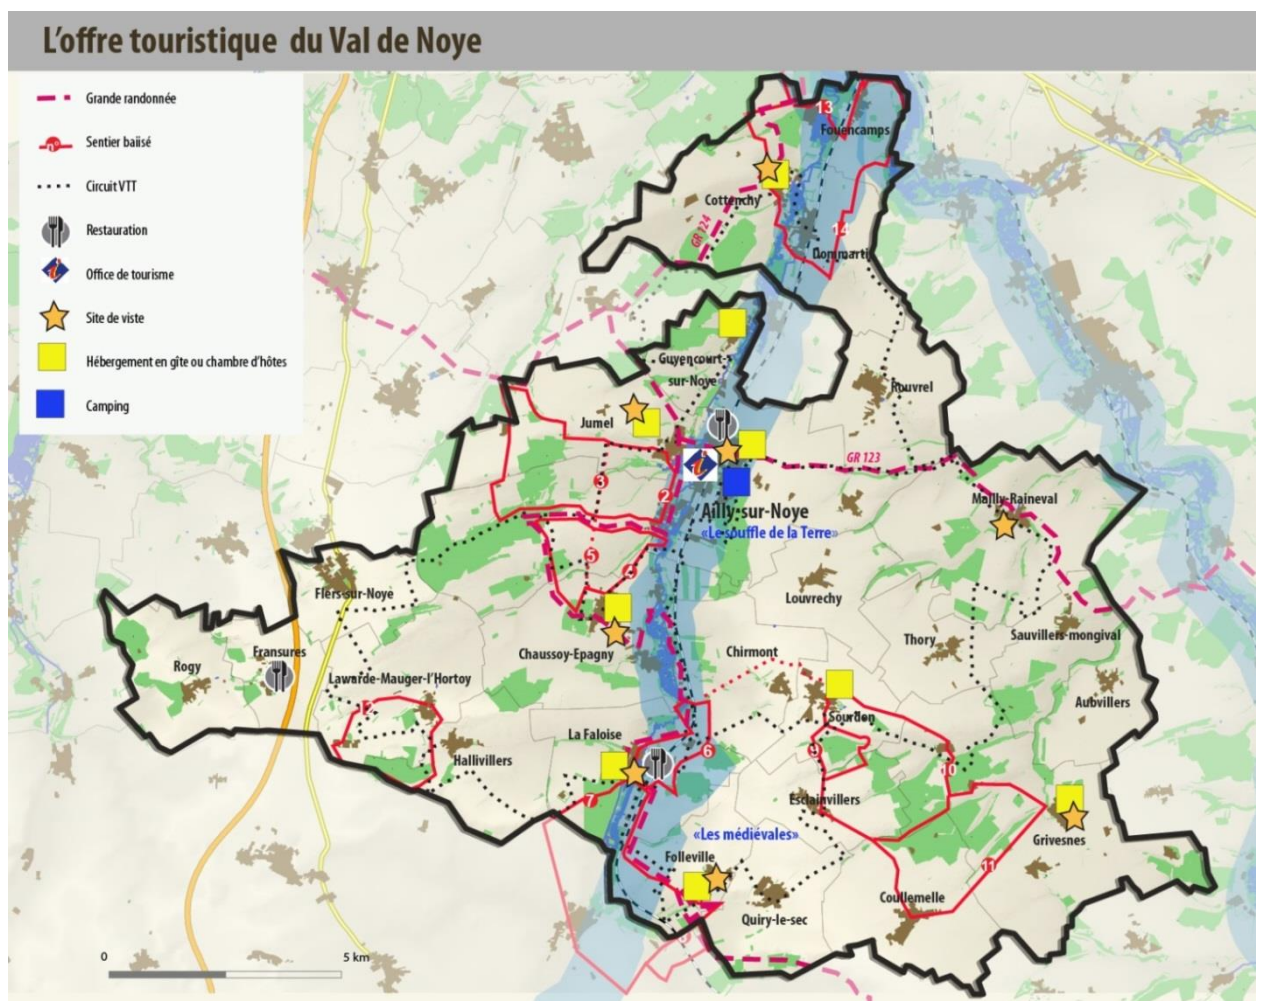 L'offre touristique du Val de Noye
Grande randonnée
n°
Sentier baiisé
Circuit VTT
Restauration
Office de tourisme
Site de viste
Hébergement en gîte ou chambre d'hôtes
Camping
13
Fouencamps
Cottenchy
GR 124
14
Dommartin
Guyencourt-
sur-Noye
Rouvrel
Jumel
GR 123
3
2
Mailly-Raineval
Ailly-sur-Noye
«Le souffle de la Terre»
5
4
Flers-sur-Noye
Louvrechy
Sauvillers-mongival
Thory
Chaussoy-Epagny
Chirmont
Fransures
Rogy
Lawarde-Mauger-l'Hortoy
Aubvillers
12
Sourdon
La Faloise
6
9
Hallivillers
10
7
Esclainvillers
«Les médiévales»
Grivesnes
Folleville
11
Coullemelle
Quiry-le-sec
8
0
5 km